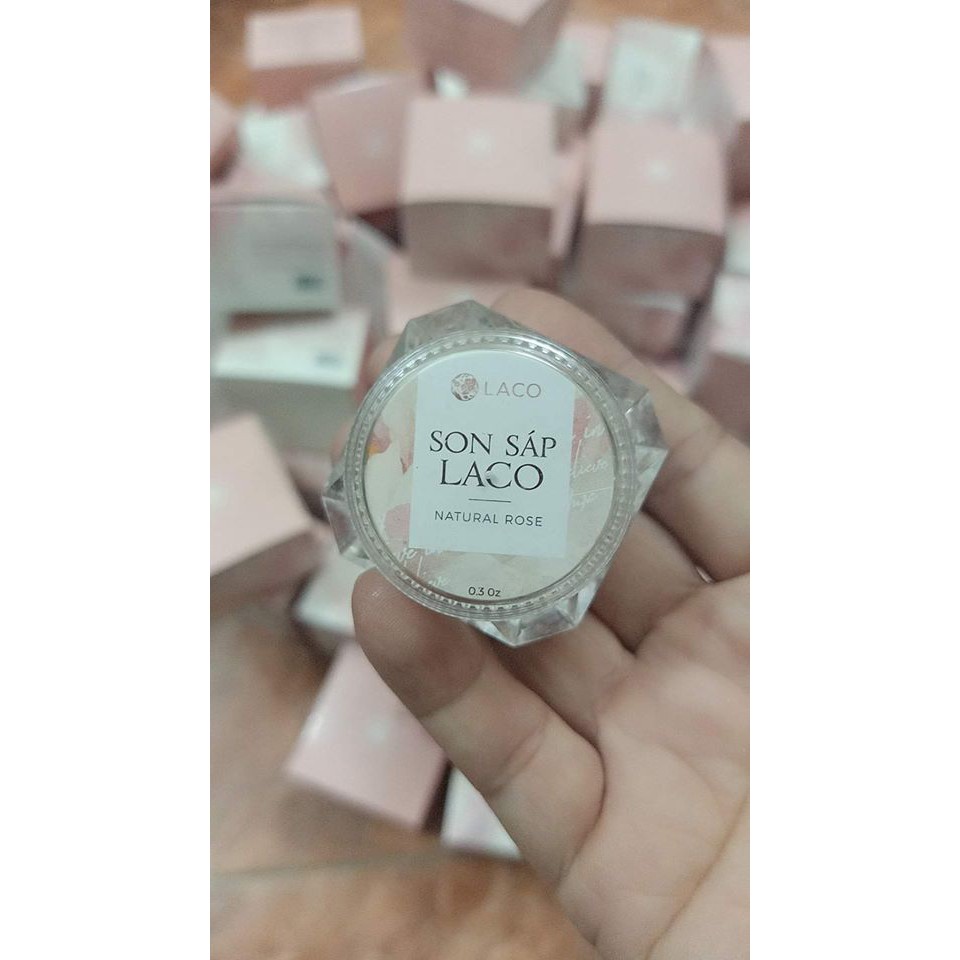 LACO
SON SÁP
LACO
NATURAL ROSE
0.3 Oz